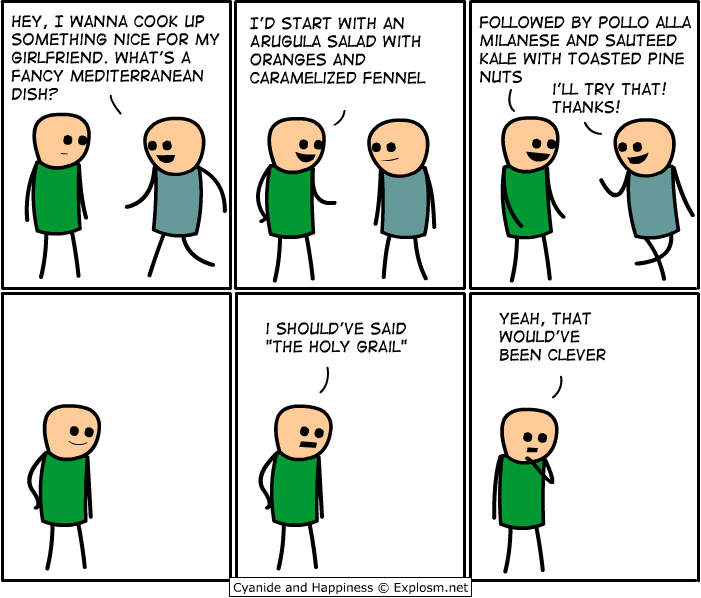 HEY, I WANNA COOK UP
SOMETHING NICE FOR MY
GIRLFRIEND. WHAT'S A
FANCY MEDITERRANEAN
DISH?
I'D START WITH AN
ARUGULA SALAD WITH
ORANGES AND
CARAMELIZED FENNEL
FOLLOWED BY POLLO ALLA
MILANESE AND SAUTEED
KALE WITH TOASTED PINE
NUTS
I'LL TRY THAT!
THANKS!
I SHOULD'VE SAID
"THE HOLY GRAIL"
YEAH, THAT
WOULD'VE
BEEN CLEVER
Cyanide and Happiness © Explosm.net